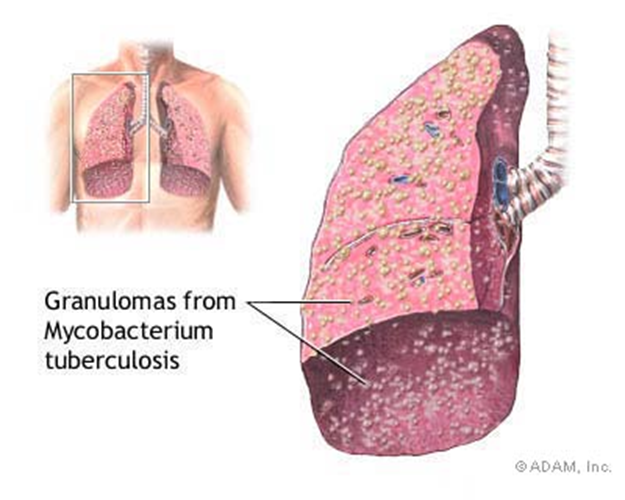 Granulomas from
Mycobacterium
tuberculosis
©ADAM, Inc.